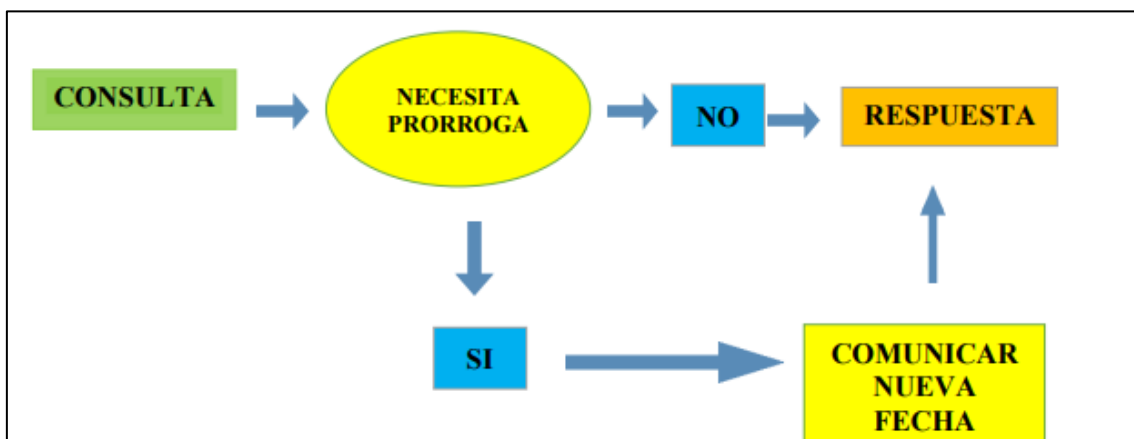 CONSULTA
NECESITA
PRORROGA
NO
RESPUESTA
SI
COMUNICAR
NUEVA
FECHA